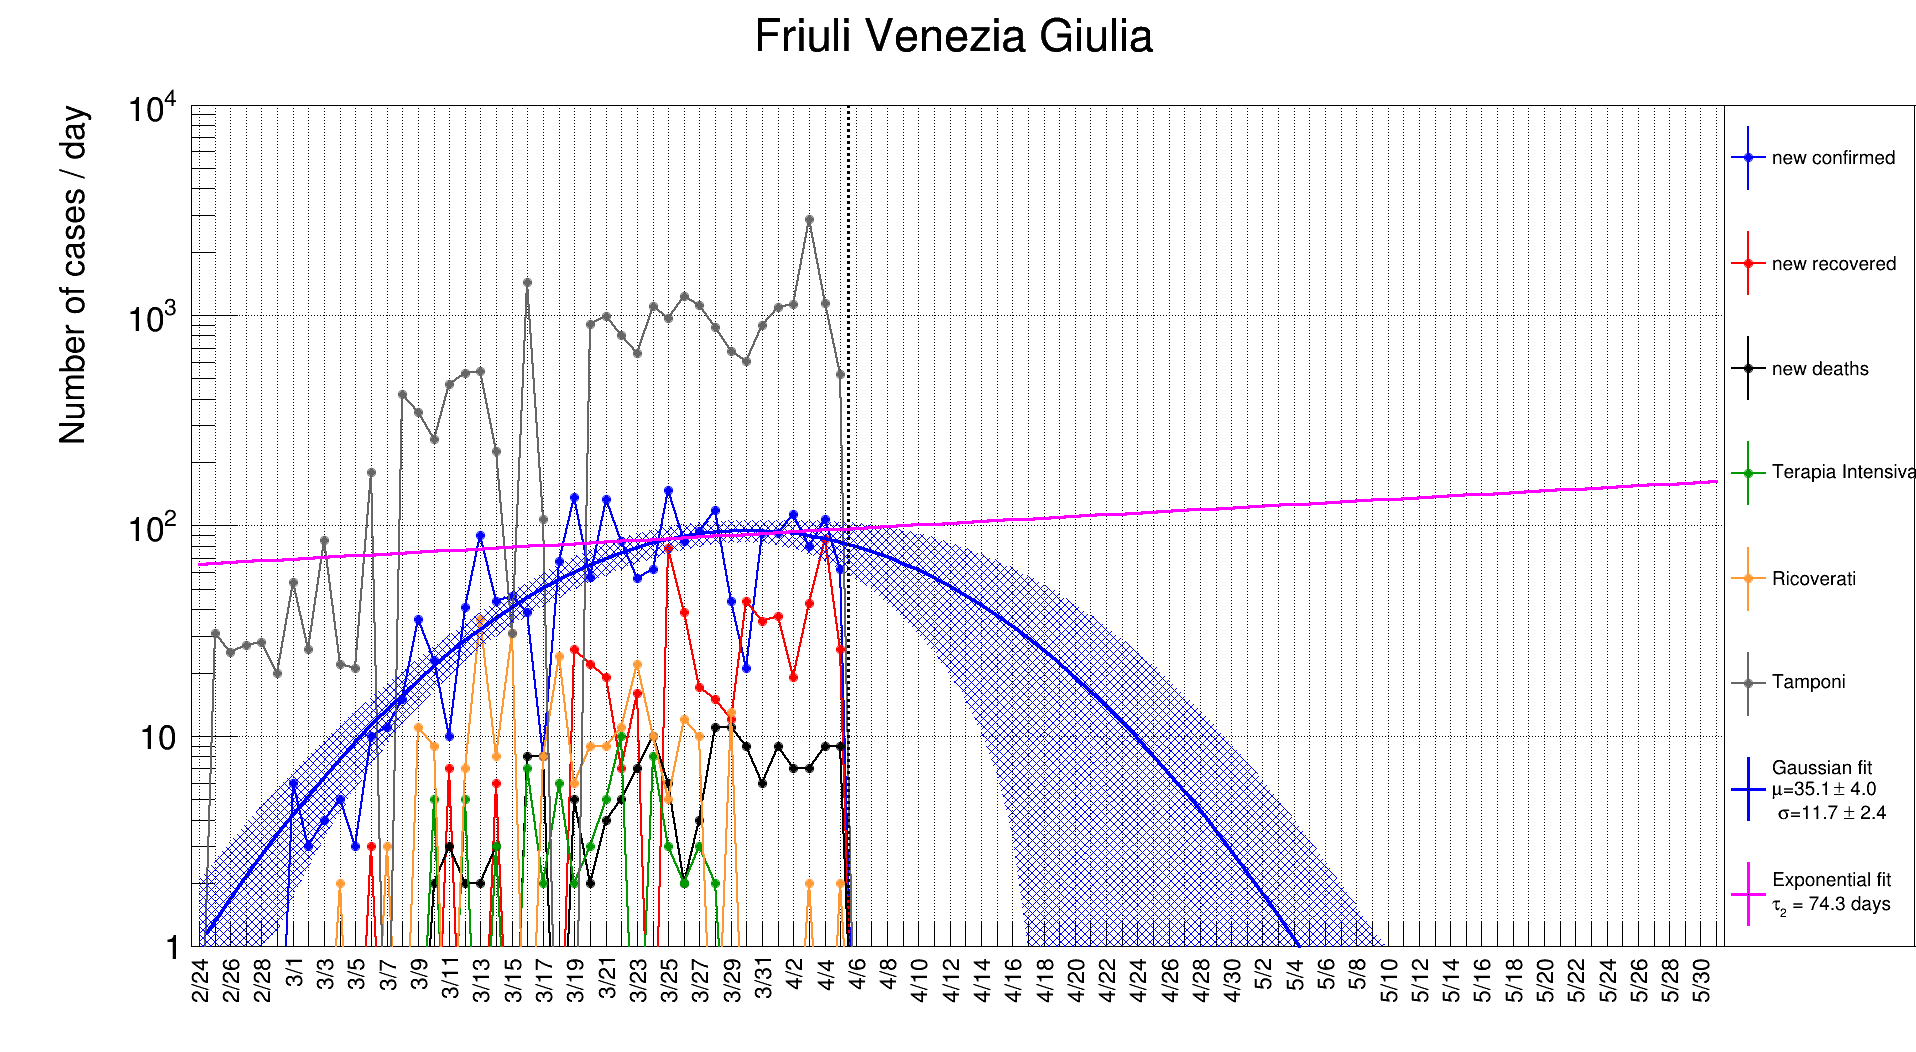 Friuli Venezia Giulia
Number of cases / day
10^4
10^3
10^2
10
1
2/24 2/26 2/28 3/1 3/3 3/5 3/7 3/9 3/11 3/13 3/15 3/17 3/19 3/21 3/23 3/25 3/27 3/29 3/31 4/2 4/4 4/6 4/8 4/10 4/12 4/14 4/16 4/18 4/20 4/22 4/24 4/26 4/28 4/30 5/2 5/4 5/6 5/8 5/10 5/12 5/14 5/16 5/18 5/20 5/22 5/24 5/26 5/28 5/30
new confirmed
new recovered
new deaths
Terapia Intensiva
Ricoverati
Tamponi
Gaussian fit
μ=35.1 ± 4.0
σ=11.7 ± 2.4
Exponential fit
τ₂ = 74.3 days